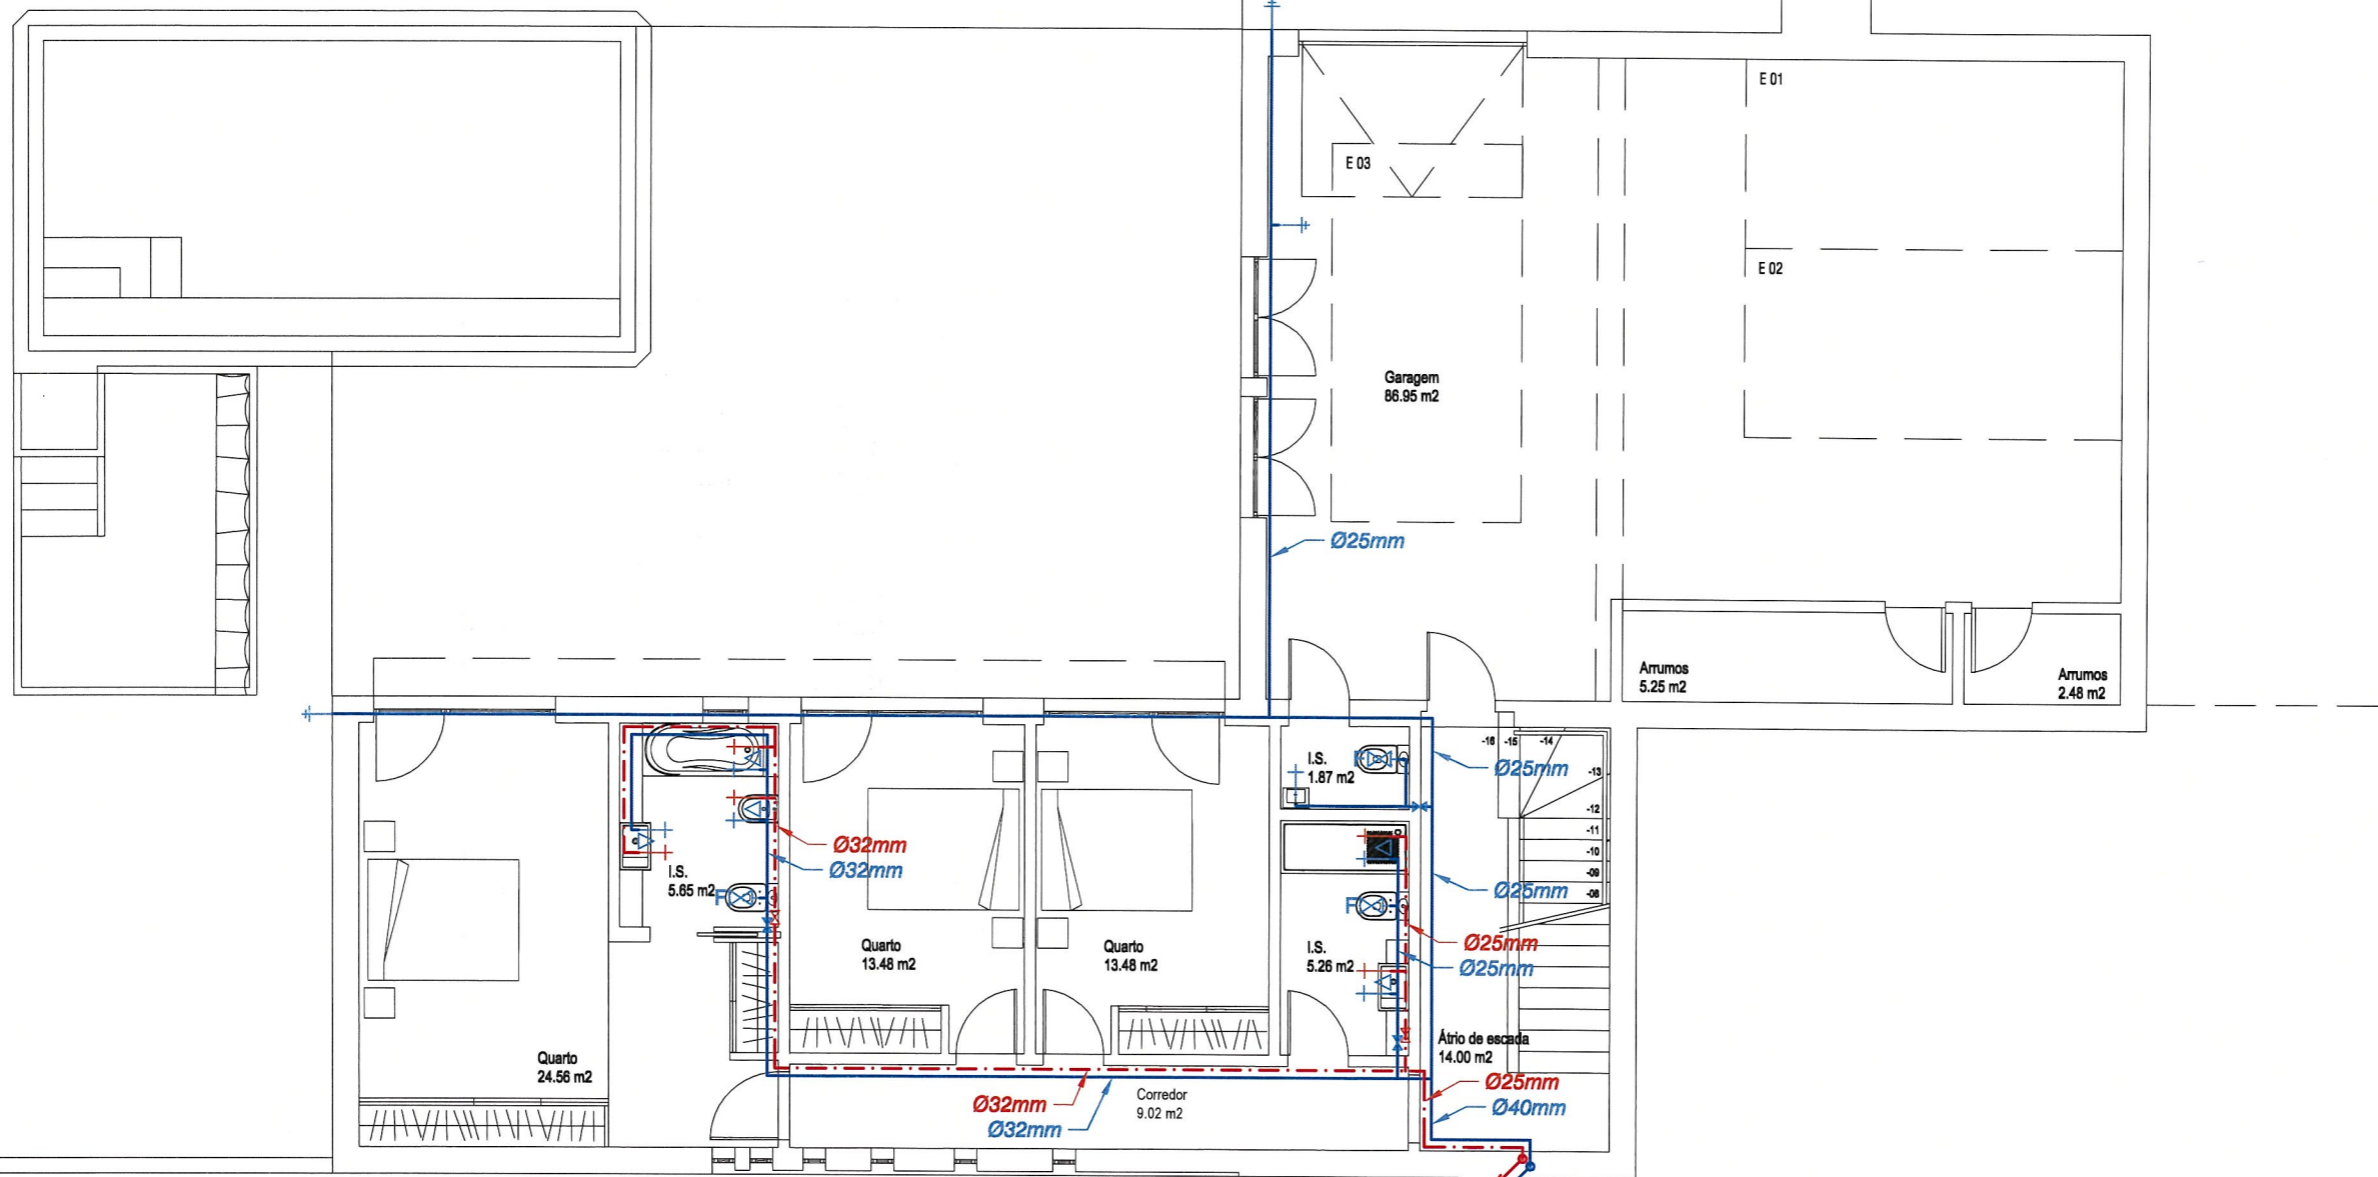 E 01
E 03
E 02
Garagem
86.95 m2
Ø25mm
Arrumos
5.25 m2
Arrumos
2.48 m2
-16
-15
-14
-13
-12
-11
-10
-09
-08
I.S.
1.87 m2
F
Ø25mm
Ø32mm
Ø32mm
I.S.
5.65 m2
F
Ø25mm
F
Quarto
13.48 m2
Quarto
13.48 m2
I.S.
5.26 m2
Ø25mm
Ø25mm
Átrio de escada
14.00 m2
Quarto
24.56 m2
Ø25mm
Ø40mm
Ø32mm
Ø32mm
Corredor
9.02 m2